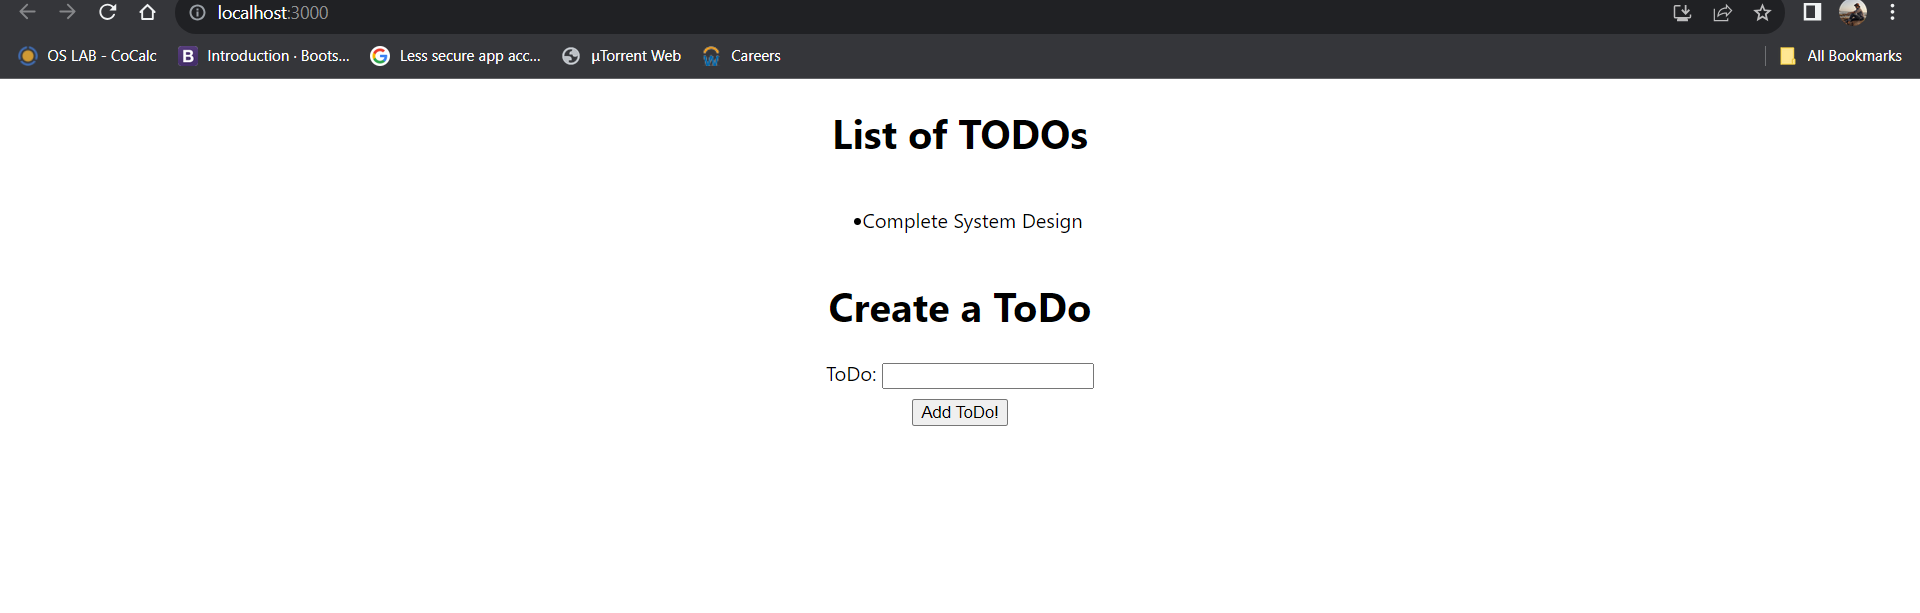 localhost:3000
OS LAB - CoCalc
B Introduction · Boots...
Less secure app acc...
µTorrent Web
Careers
All Bookmarks
List of TODOs
•Complete System Design
Create a ToDo
ToDo:
Add ToDo!